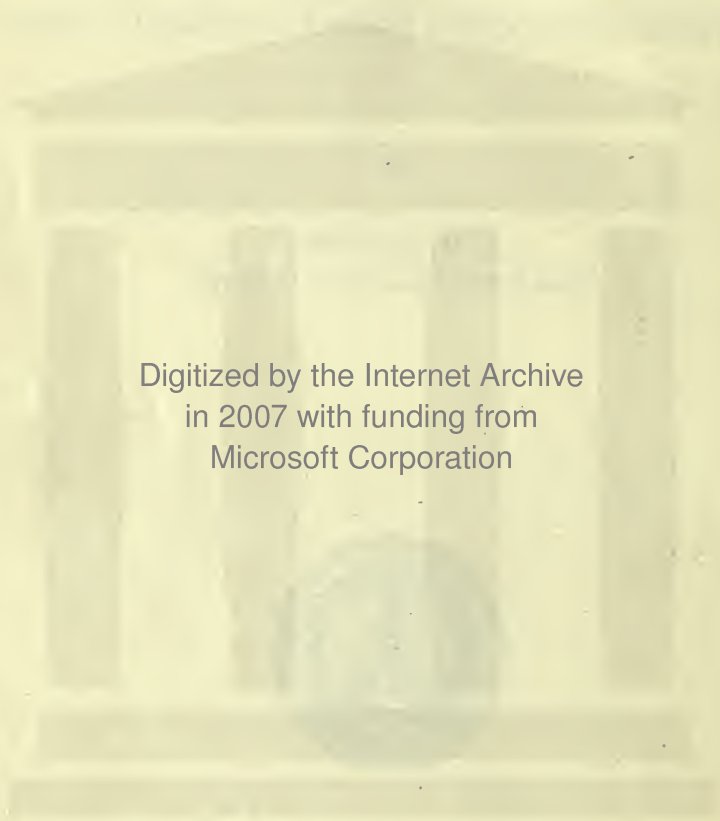 Digitized by the Internet Archive
in 2007 with funding from
Microsoft Corporation